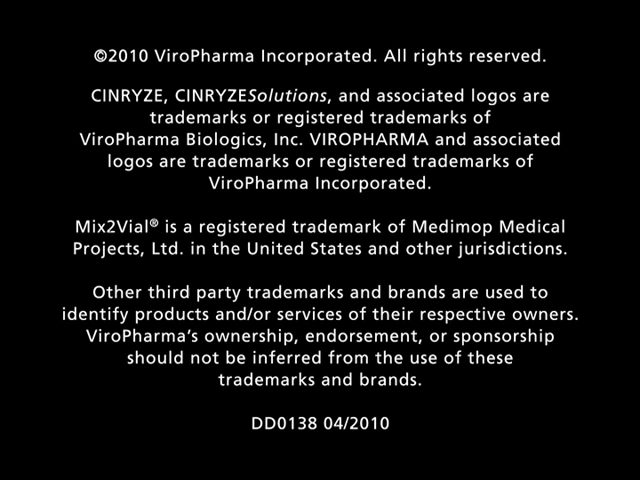 ©2010 ViroPharma Incorporated. All rights reserved.
CINRYZE, CINRYZESolutions, and associated logos are
trademarks or registered trademarks of
ViroPharma Biologics, Inc. VIROPHARMA and associated
logos are trademarks or registered trademarks of
ViroPharma Incorporated.
Mix2Vial® is a registered trademark of Medimop Medical
Projects, Ltd. in the United States and other jurisdictions.
Other third party trademarks and brands are used to
identify products and/or services of their respective owners.
ViroPharma’s ownership, endorsement, or sponsorship
should not be inferred from the use of these
trademarks and brands.
DD0138 04/2010